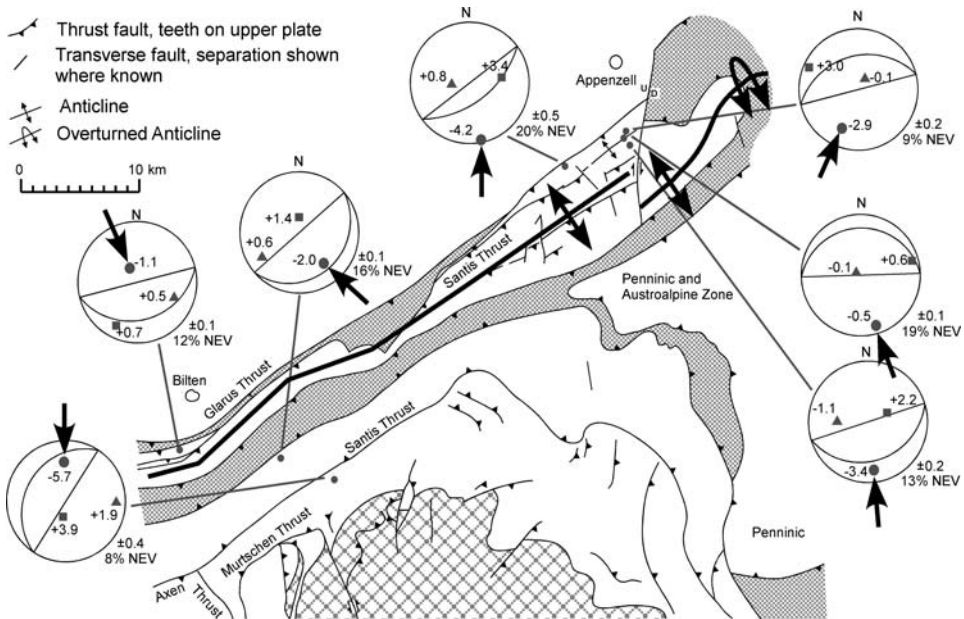 Thrust fault, teeth on upper plate
Transverse fault, separation shown
where known
Anticline
Overturned Anticline
0
10 km
N
+0.8
+3.4
-4.2
±0.5
20% NEV
Appenzell
U
D
N
+3.0
-0.1
-2.9
±0.2
9% NEV
N
+1.4
+0.6
-2.0
±0.1
16% NEV
N
-1.1
+0.5
+0.7
±0.1
12% NEV
N
-0.1
+0.6
-0.5
±0.1
19% NEV
N
-1.1
+2.2
-3.4
±0.2
13% NEV
N
-5.7
+1.9
+3.9
±0.4
8% NEV
Bilten
Glarus Thrust
Santis Thrust
Penninic and
Austroalpine Zone
Santis Thrust
Murtschen Thrust
Axen
Thrust
Penninic